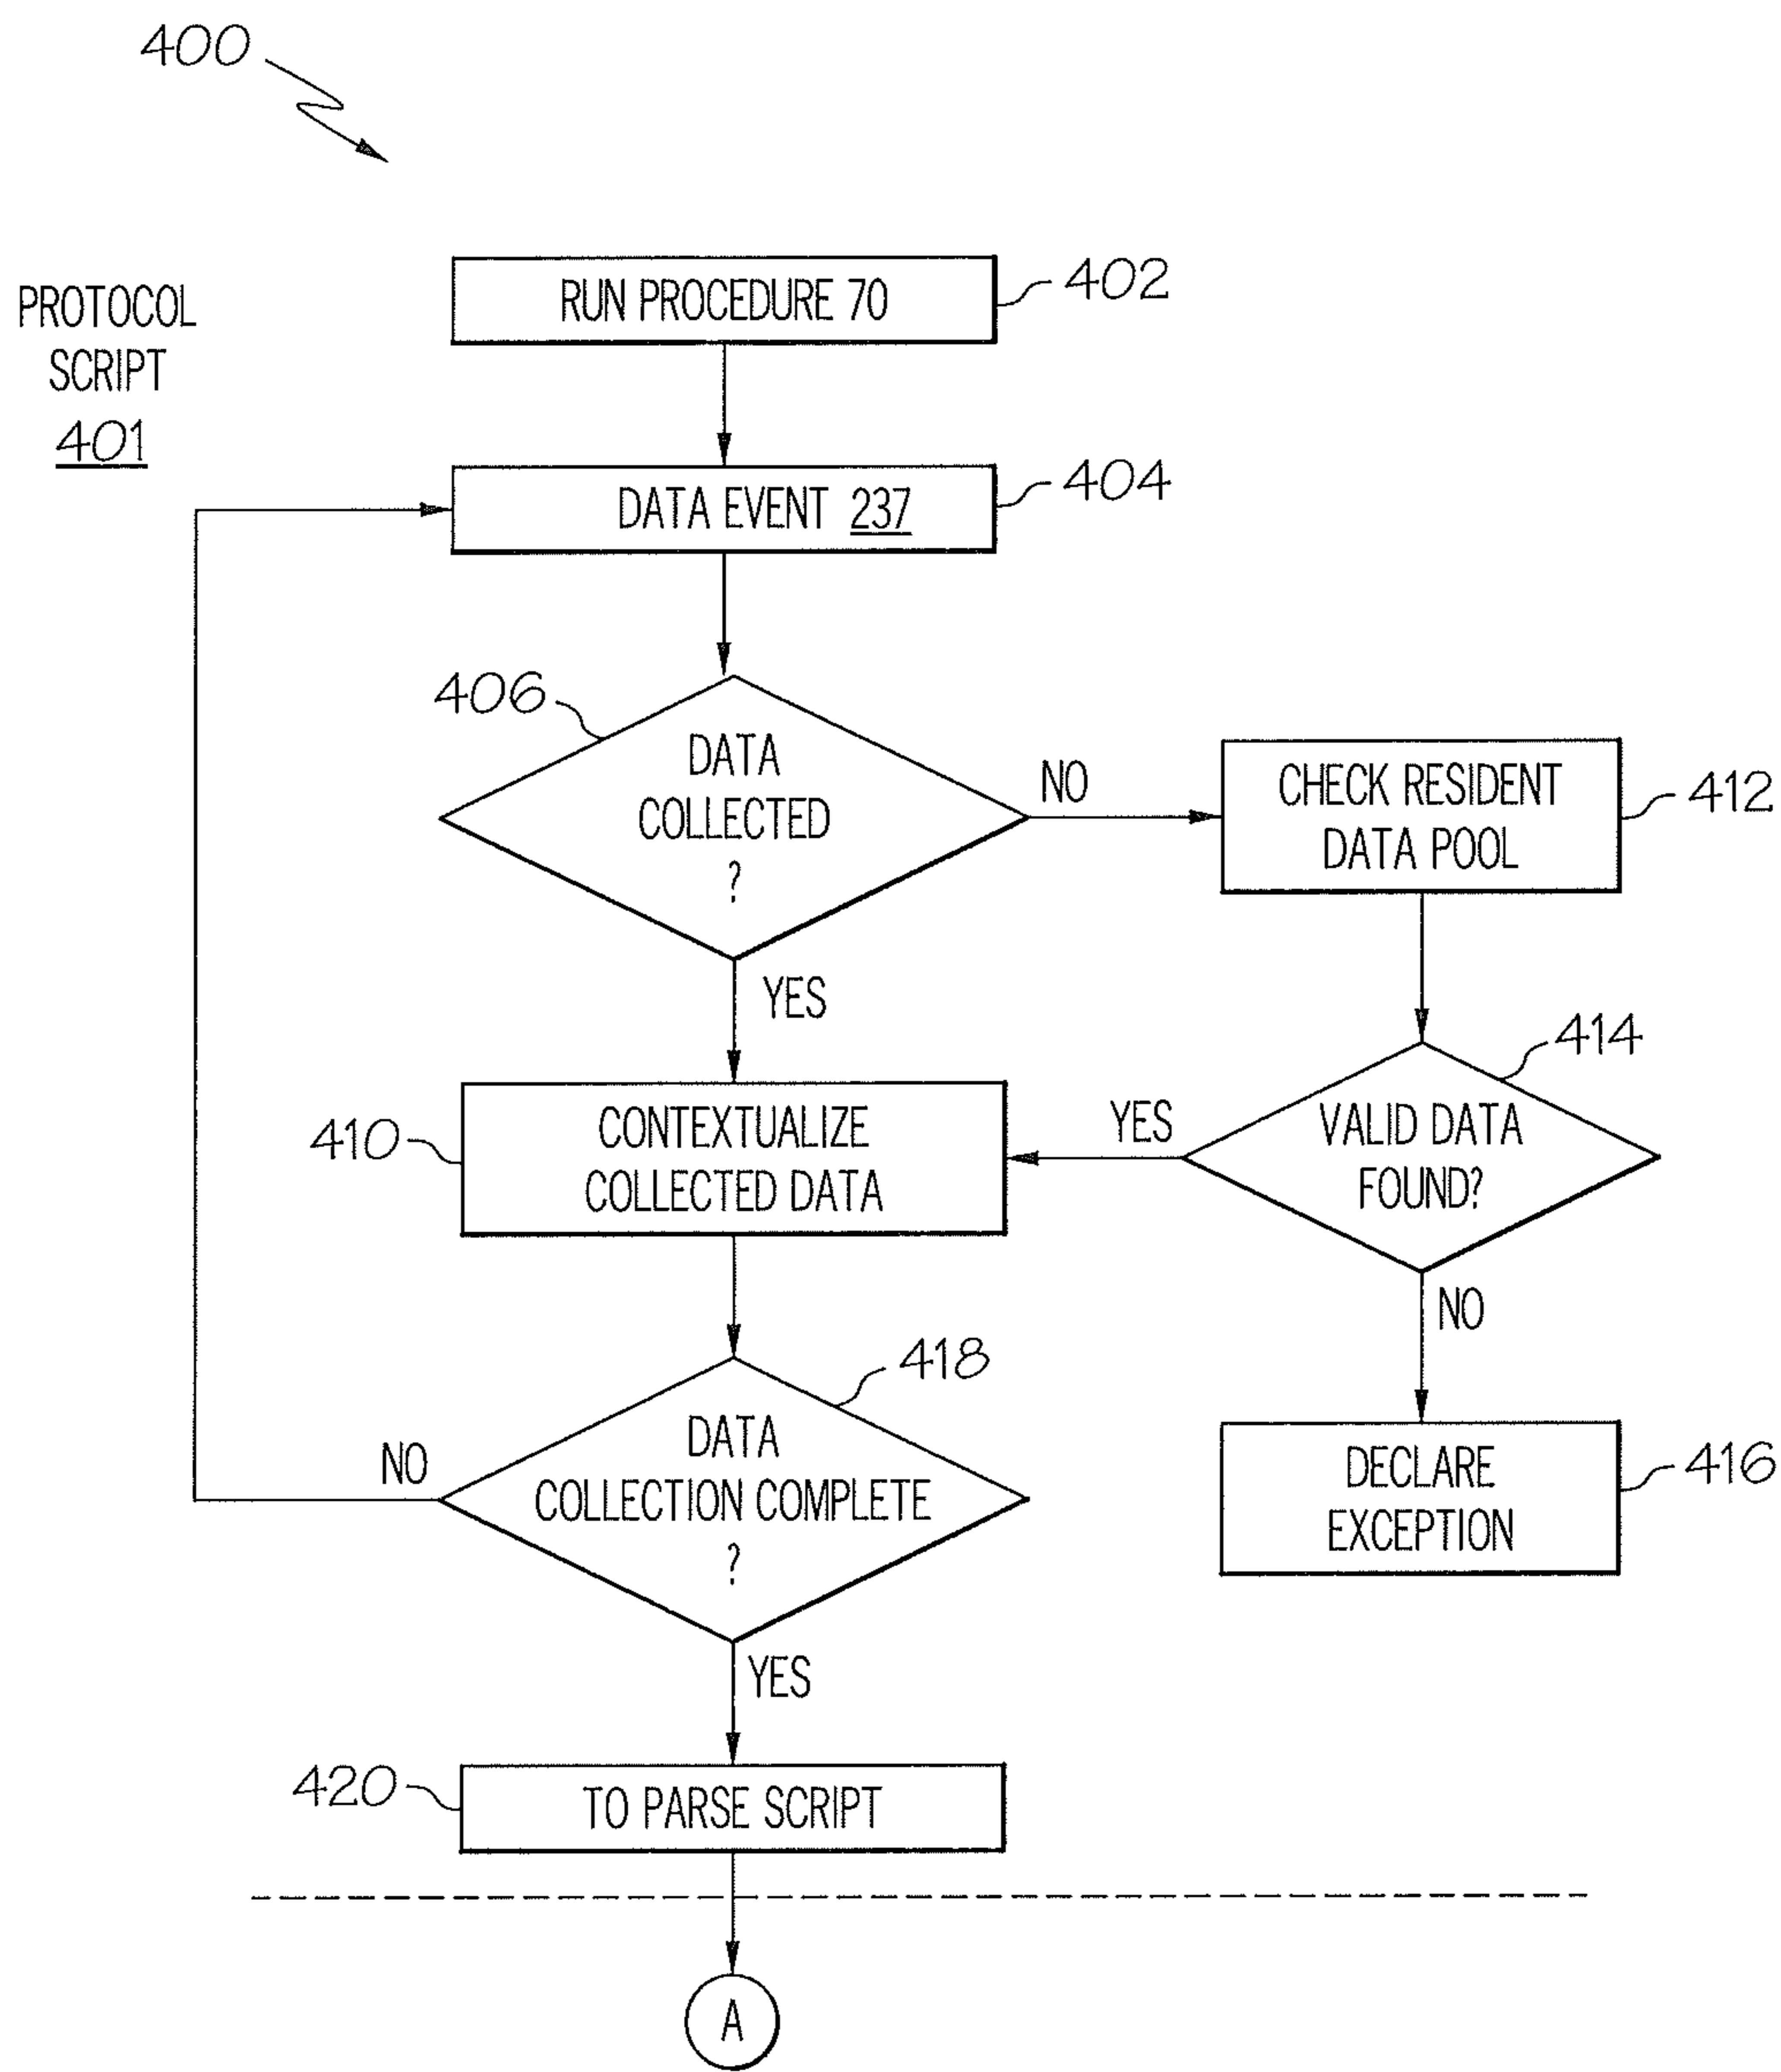 400
PROTOCOL
SCRIPT
401
RUN PROCEDURE 70
402
DATA EVENT 237
404
406
DATA
COLLECTED
?
NO
YES
CHECK RESIDENT
DATA POOL
412
414
VALID DATA
FOUND?
YES
NO
410
CONTEXTUALIZE
COLLECTED DATA
418
DATA
COLLECTION COMPLETE
?
NO
YES
DECLARE
EXCEPTION
416
420
TO PARSE SCRIPT
A